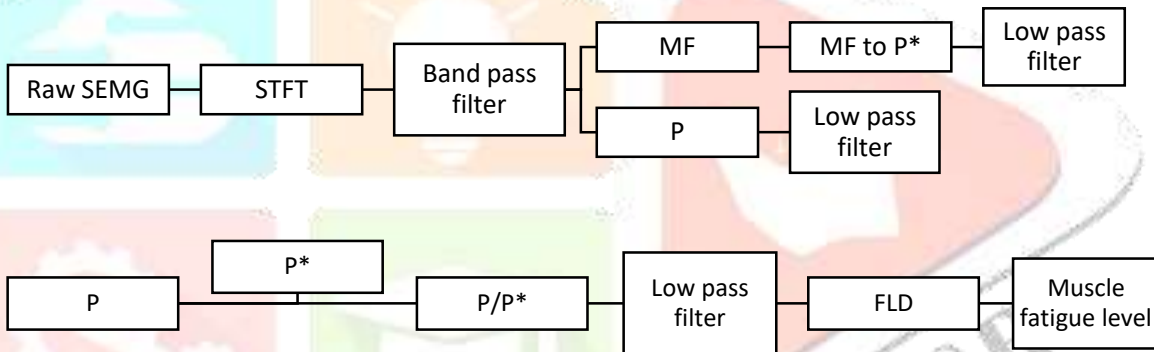 Raw SEMG
STFT
Band pass
filter
MF
MF to P*
Low pass
filter
P
Low pass
filter
P
P*
P/P*
Low pass
filter
FLD
Muscle
fatigue level